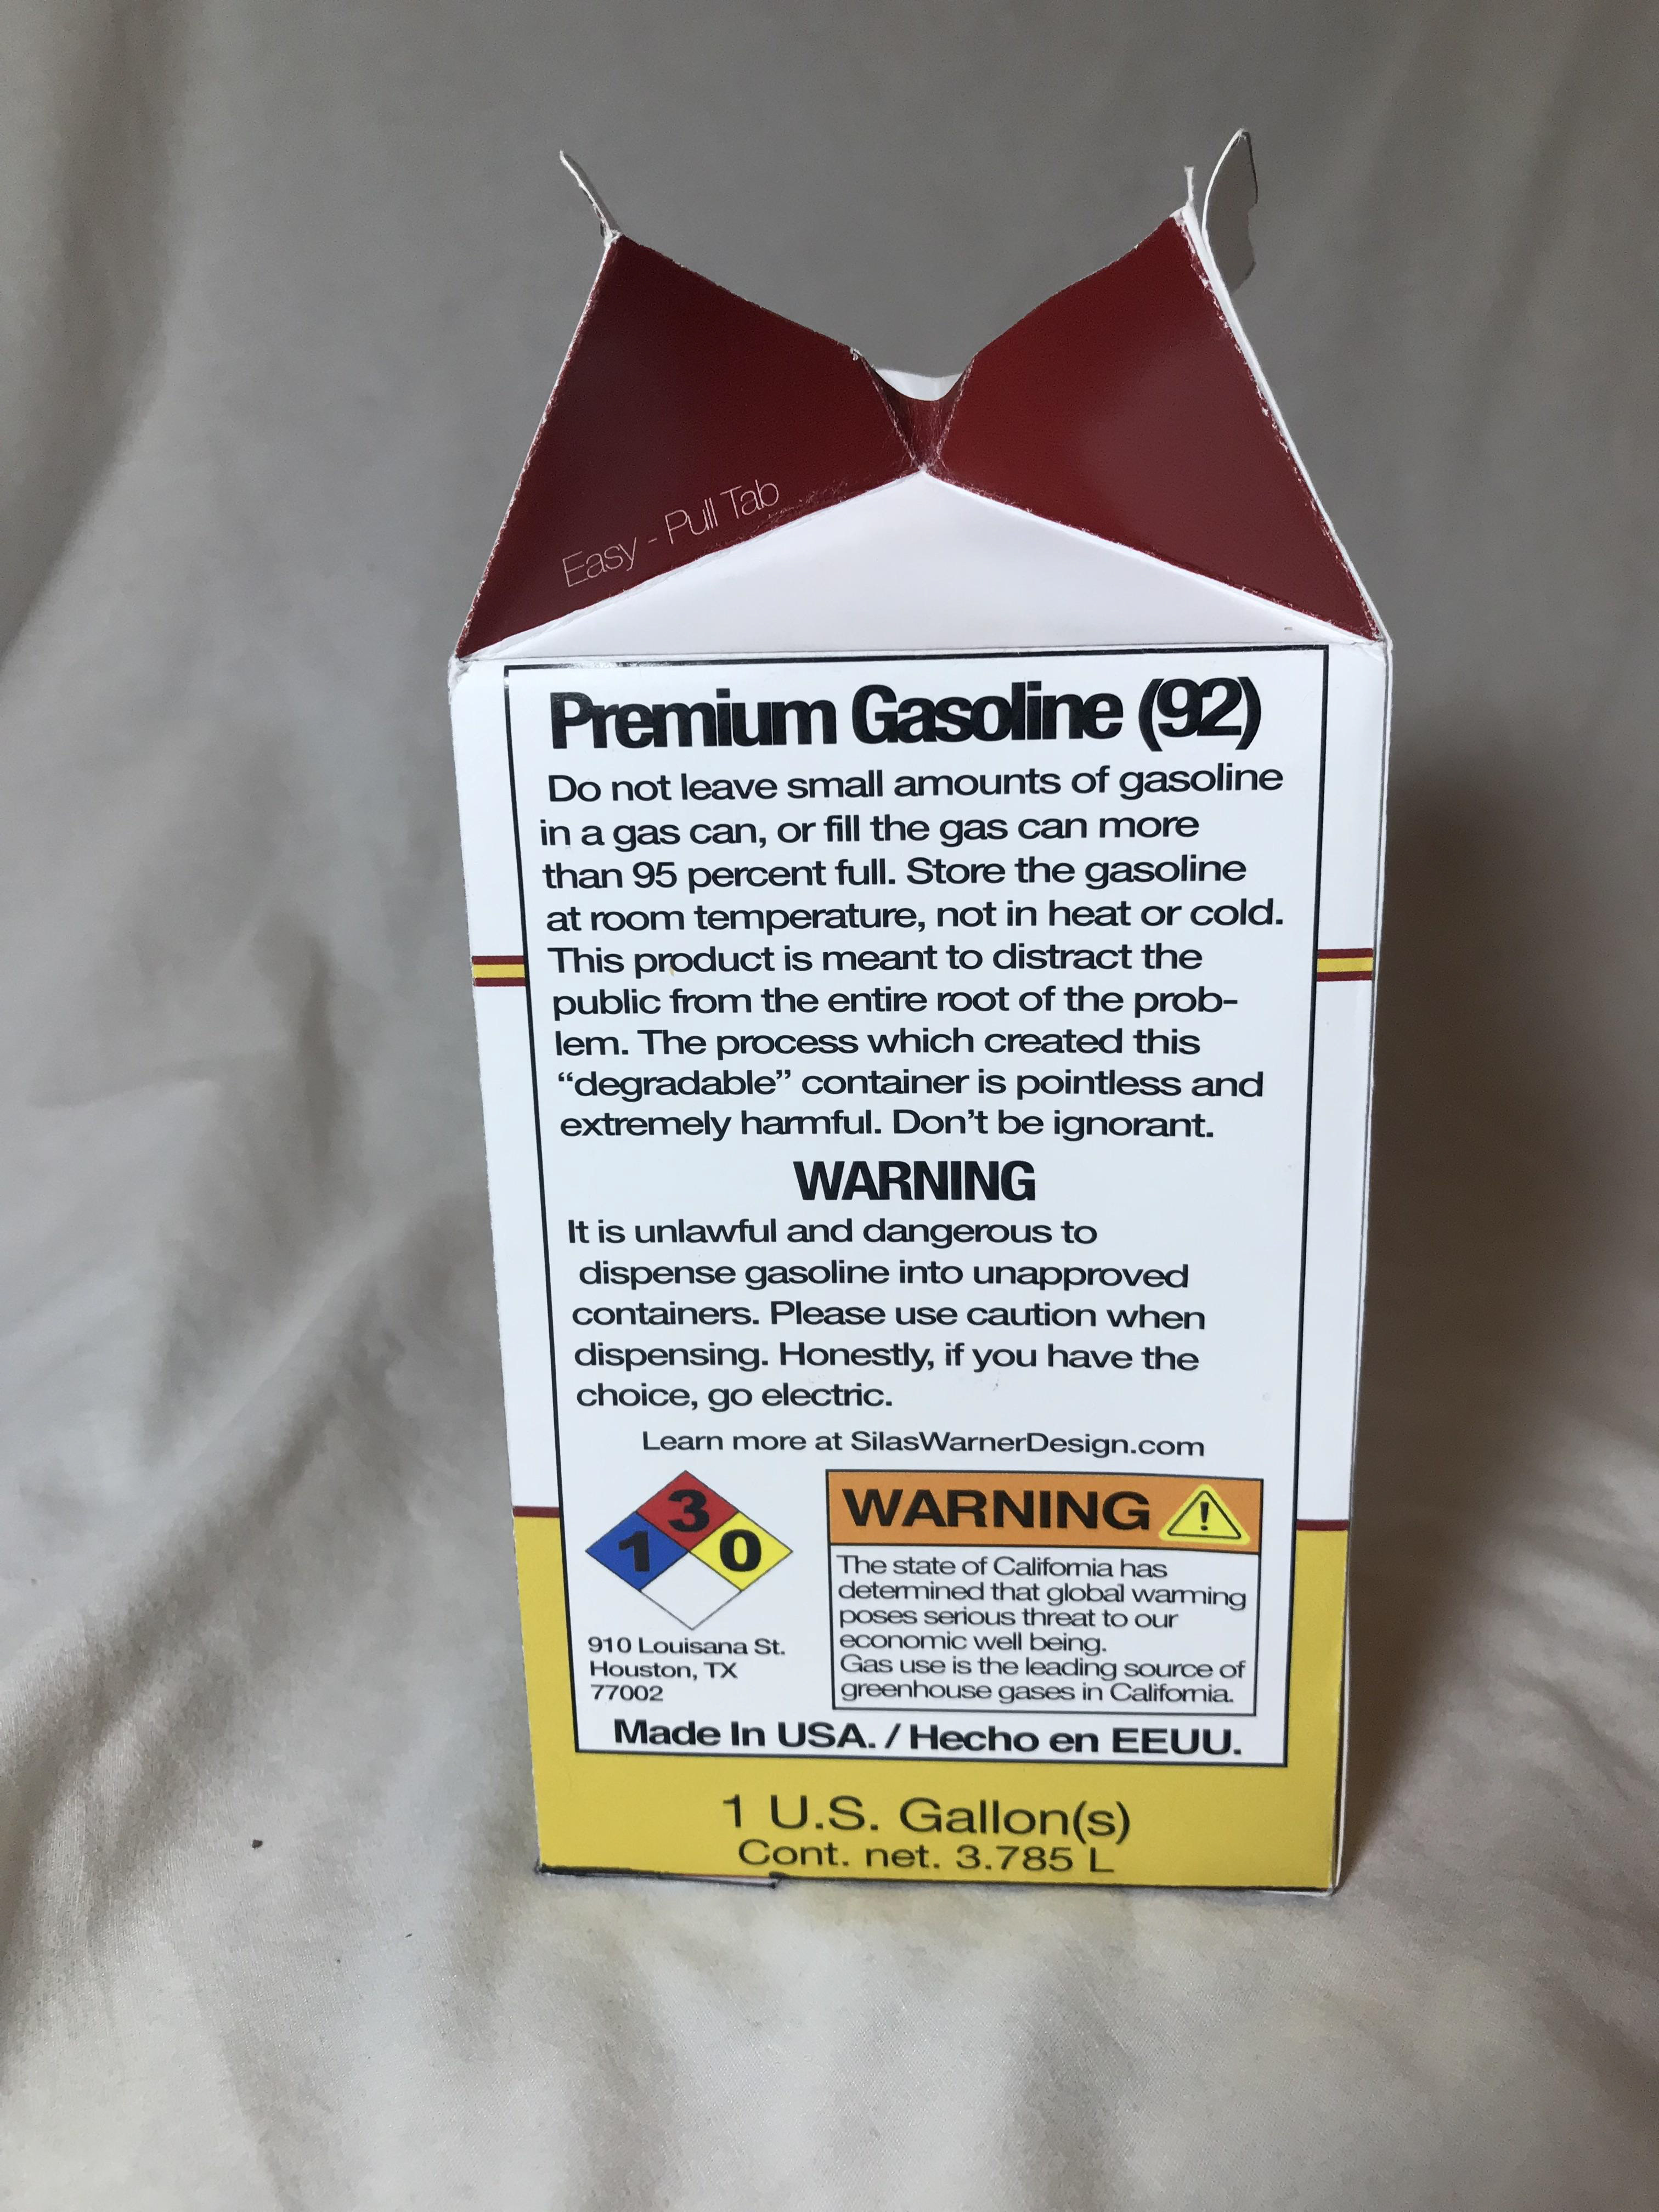 Easy - Pull Tab
Premium Gasoline (92)
Do not leave small amounts of gasoline
in a gas can, or fill the gas can more
than 95 percent full. Store the gasoline
at room temperature, not in heat or cold.
This product is meant to distract the
public from the entire root of the prob-
lem. The process which created this
“degradable” container is pointless and
extremely harmful. Don’t be ignorant.
WARNING
It is unlawful and dangerous to
dispense gasoline into unapproved
containers. Please use caution when
dispensing. Honestly, if you have the
choice, go electric.
Learn more at SilasWarnerDesign.com
3
1 0
910 Louisana St.
Houston, TX
77002
WARNING !
The state of California has
determined that global warming
poses serious threat to our
economic well being.
Gas use is the leading source of
greenhouse gases in California.
Made In USA. / Hecho en EEUU.
1 U.S. Gallon(s)
Cont. net. 3.785 L